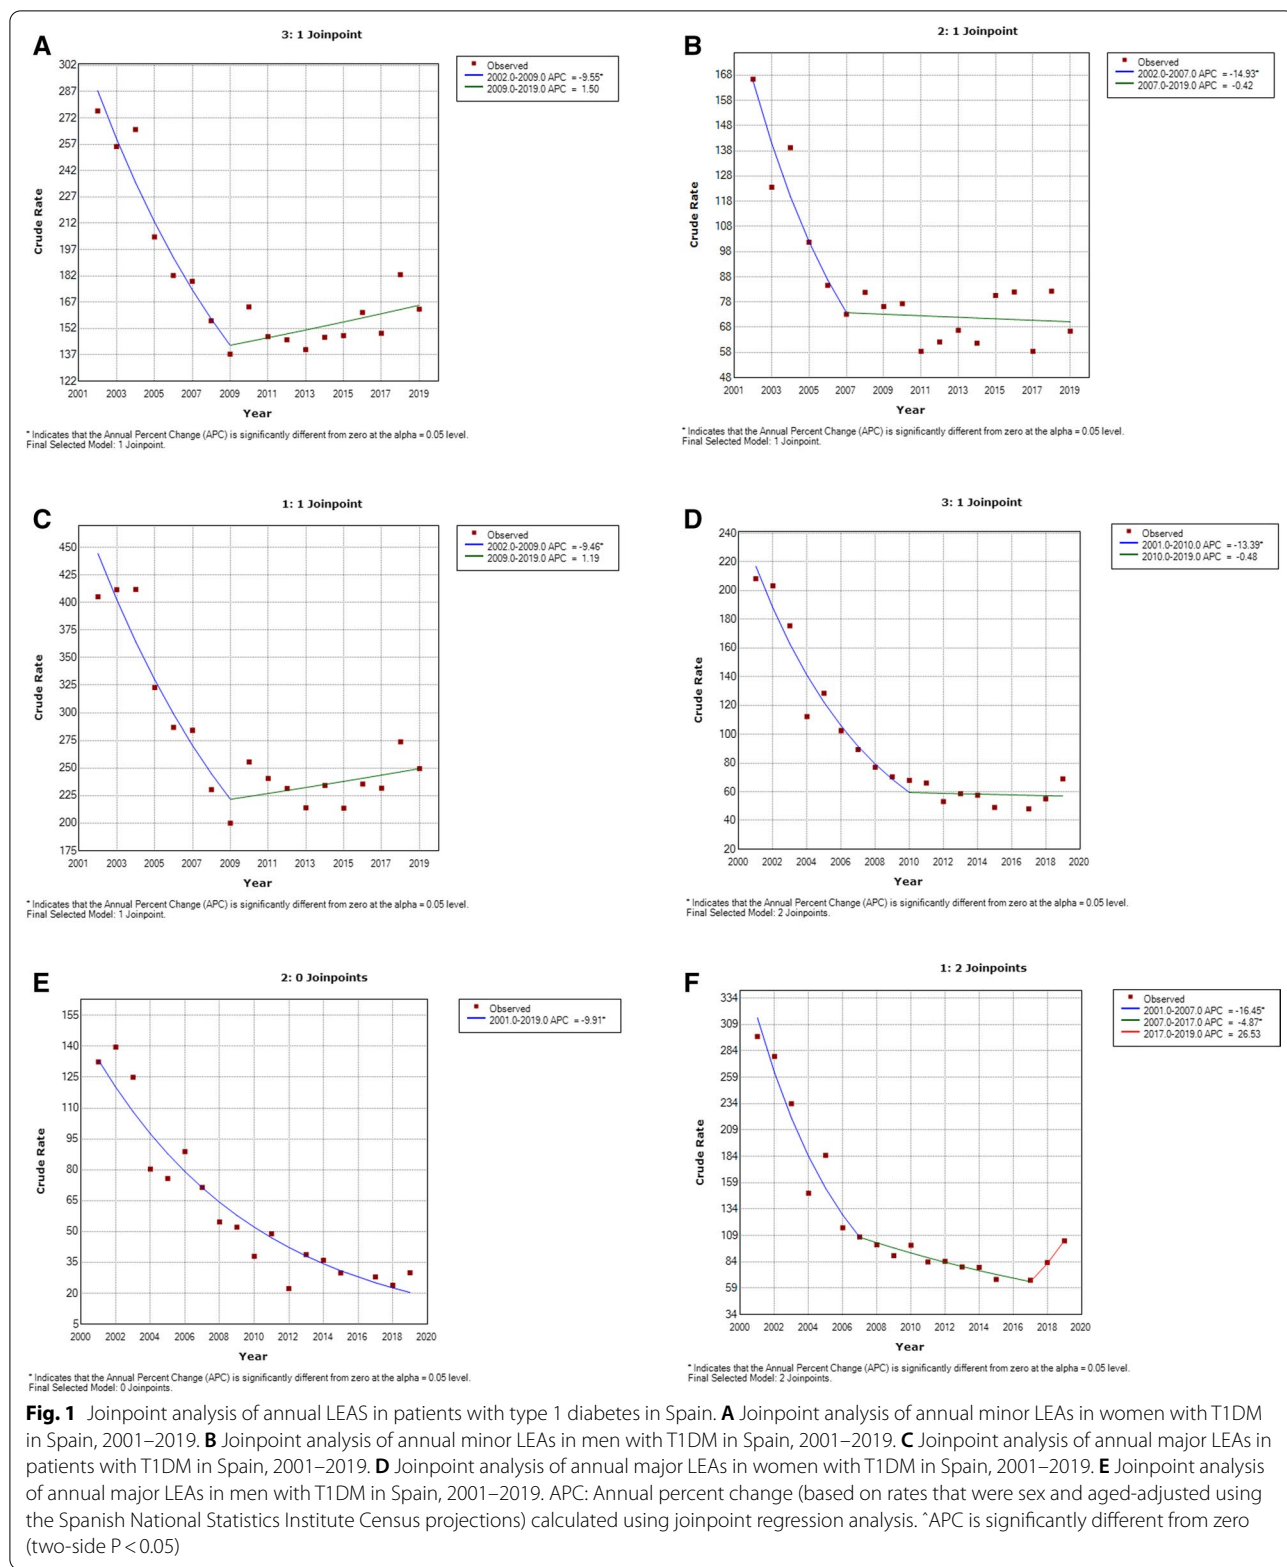 A
3: 1 Joinpoint
302
287
272
257
242
227
212
197
182
167
152
137
122
2001 2003 2005 2007 2009 2011 2013 2015 2017 2019
Crude Rate
Year
Observed
2002.0-2009.0 APC = -9.55*
2009.0-2019.0 APC = 1.50
* Indicates that the Annual Percent Change (APC) is significantly different from zero at the alpha = 0.05 level.
Final Selected Model: 1 Joinpoint.
B
2: 1 Joinpoint
168
158
148
138
128
118
108
98
88
78
68
58
48
2001 2003 2005 2007 2009 2011 2013 2015 2017 2019
Crude Rate
Year
Observed
2002.0-2007.0 APC = -14.93*
2007.0-2019.0 APC = -0.42
* Indicates that the Annual Percent Change (APC) is significantly different from zero at the alpha = 0.05 level.
Final Selected Model: 1 Joinpoint.
C
1: 1 Joinpoint
450
425
400
375
350
325
300
275
250
225
200
175
2001 2003 2005 2007 2009 2011 2013 2015 2017 2019
Crude Rate
Year
Observed
2002.0-2009.0 APC = -9.46*
2009.0-2019.0 APC = 1.19
* Indicates that the Annual Percent Change (APC) is significantly different from zero at the alpha = 0.05 level.
Final Selected Model: 1 Joinpoint.
D
3: 1 Joinpoint
240
220
200
180
160
140
120
100
80
60
40
20
2000 2002 2004 2006 2008 2010 2012 2014 2016 2018 2020
Crude Rate
Year
Observed
2001.0-2010.0 APC = -13.39*
2010.0-2019.0 APC = -0.48
* Indicates that the Annual Percent Change (APC) is significantly different from zero at the alpha = 0.05 level.
Final Selected Model: 2 Joinpoints.
E
2: 0 Joinpoints
155
140
125
110
95
80
65
50
35
20
5
2000 2002 2004 2006 2008 2010 2012 2014 2016 2018 2020
Crude Rate
Year
Observed
2001.0-2019.0 APC = -9.91*
* Indicates that the Annual Percent Change (APC) is significantly different from zero at the alpha = 0.05 level.
Final Selected Model: 0 Joinpoints.
F
1: 2 Joinpoints
334
309
284
259
234
209
184
159
134
109
84
59
34
2000 2002 2004 2006 2008 2010 2012 2014 2016 2018 2020
Crude Rate
Year
Observed
2001.0-2007.0 APC = -16.45*
2007.0-2017.0 APC = -4.87*
2017.0-2019.0 APC = 26.53
* Indicates that the Annual Percent Change (APC) is significantly different from zero at the alpha = 0.05 level.
Final Selected Model: 2 Joinpoints.
Fig. 1 Joinpoint analysis of annual LEAS in patients with type 1 diabetes in Spain. A Joinpoint analysis of annual minor LEAs in women with T1DM
in Spain, 2001–2019. B Joinpoint analysis of annual minor LEAs in men with T1DM in Spain, 2001–2019. C Joinpoint analysis of annual major LEAs in
patients with T1DM in Spain, 2001–2019. D Joinpoint analysis of annual major LEAs in women with T1DM in Spain, 2001–2019. E Joinpoint analysis
of annual major LEAs in men with T1DM in Spain, 2001–2019. APC: Annual percent change (based on rates that were sex and aged-adjusted using
the Spanish National Statistics Institute Census projections) calculated using joinpoint regression analysis. ^APC is significantly different from zero
(two-side P < 0.05)